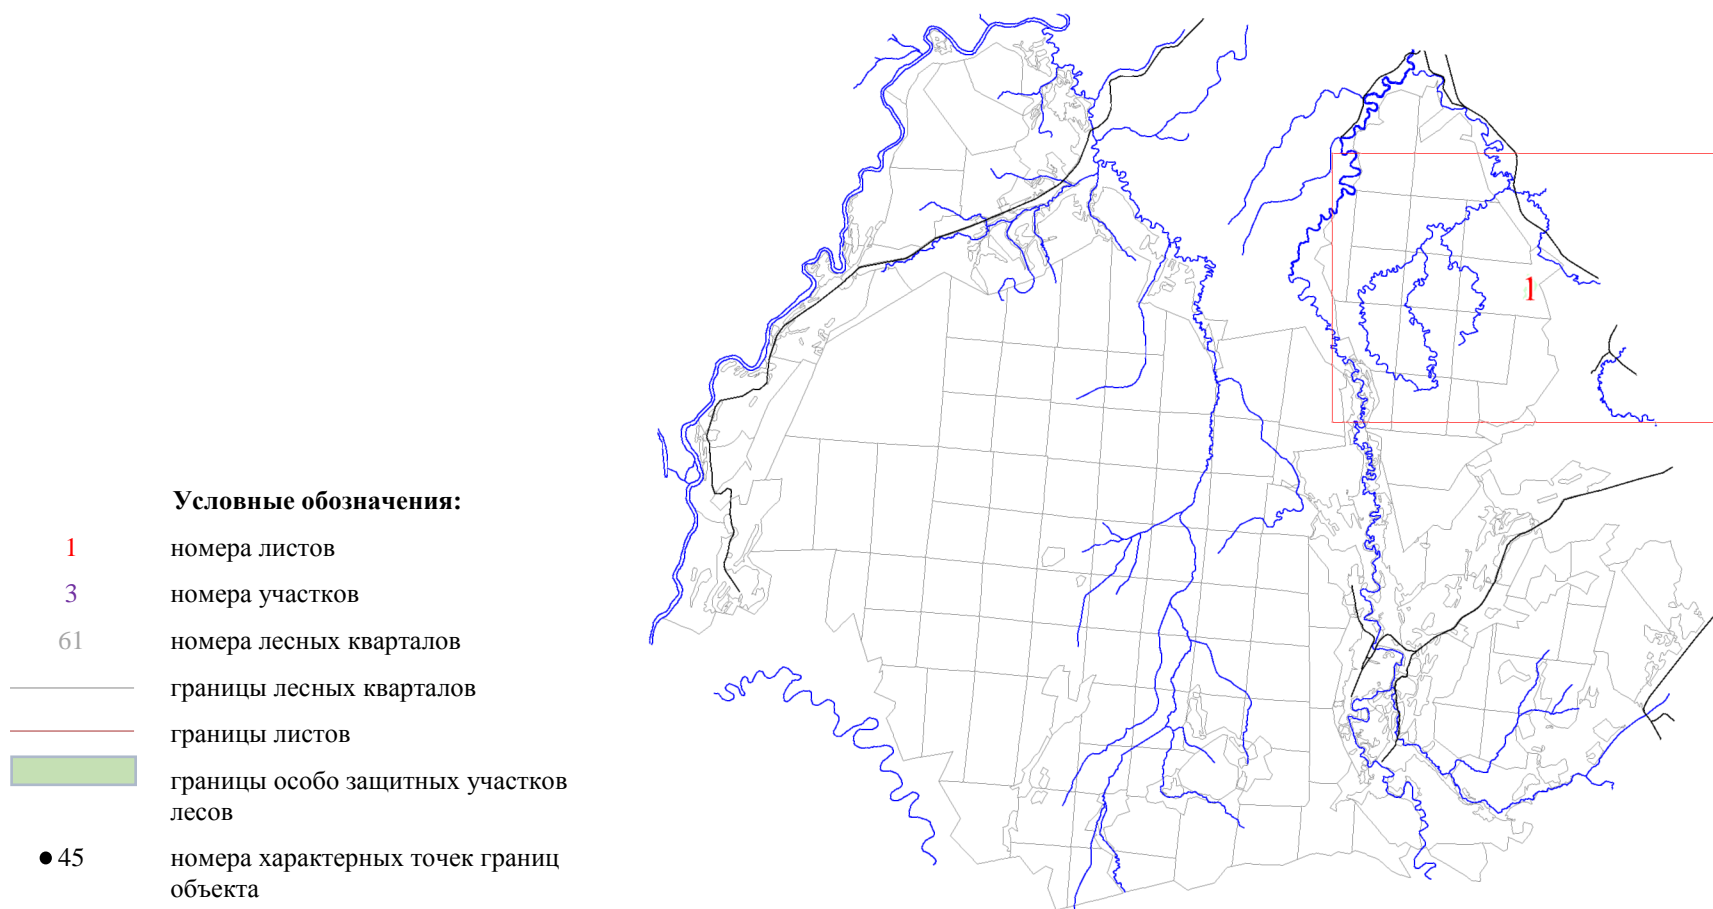 1
Условные обозначения:
1 номера листов
3 номера участков
61 номера лесных кварталов
границы лесных кварталов
границы листов
границы особо защитных участков
лесов
45 номера характерных точек границ
объекта